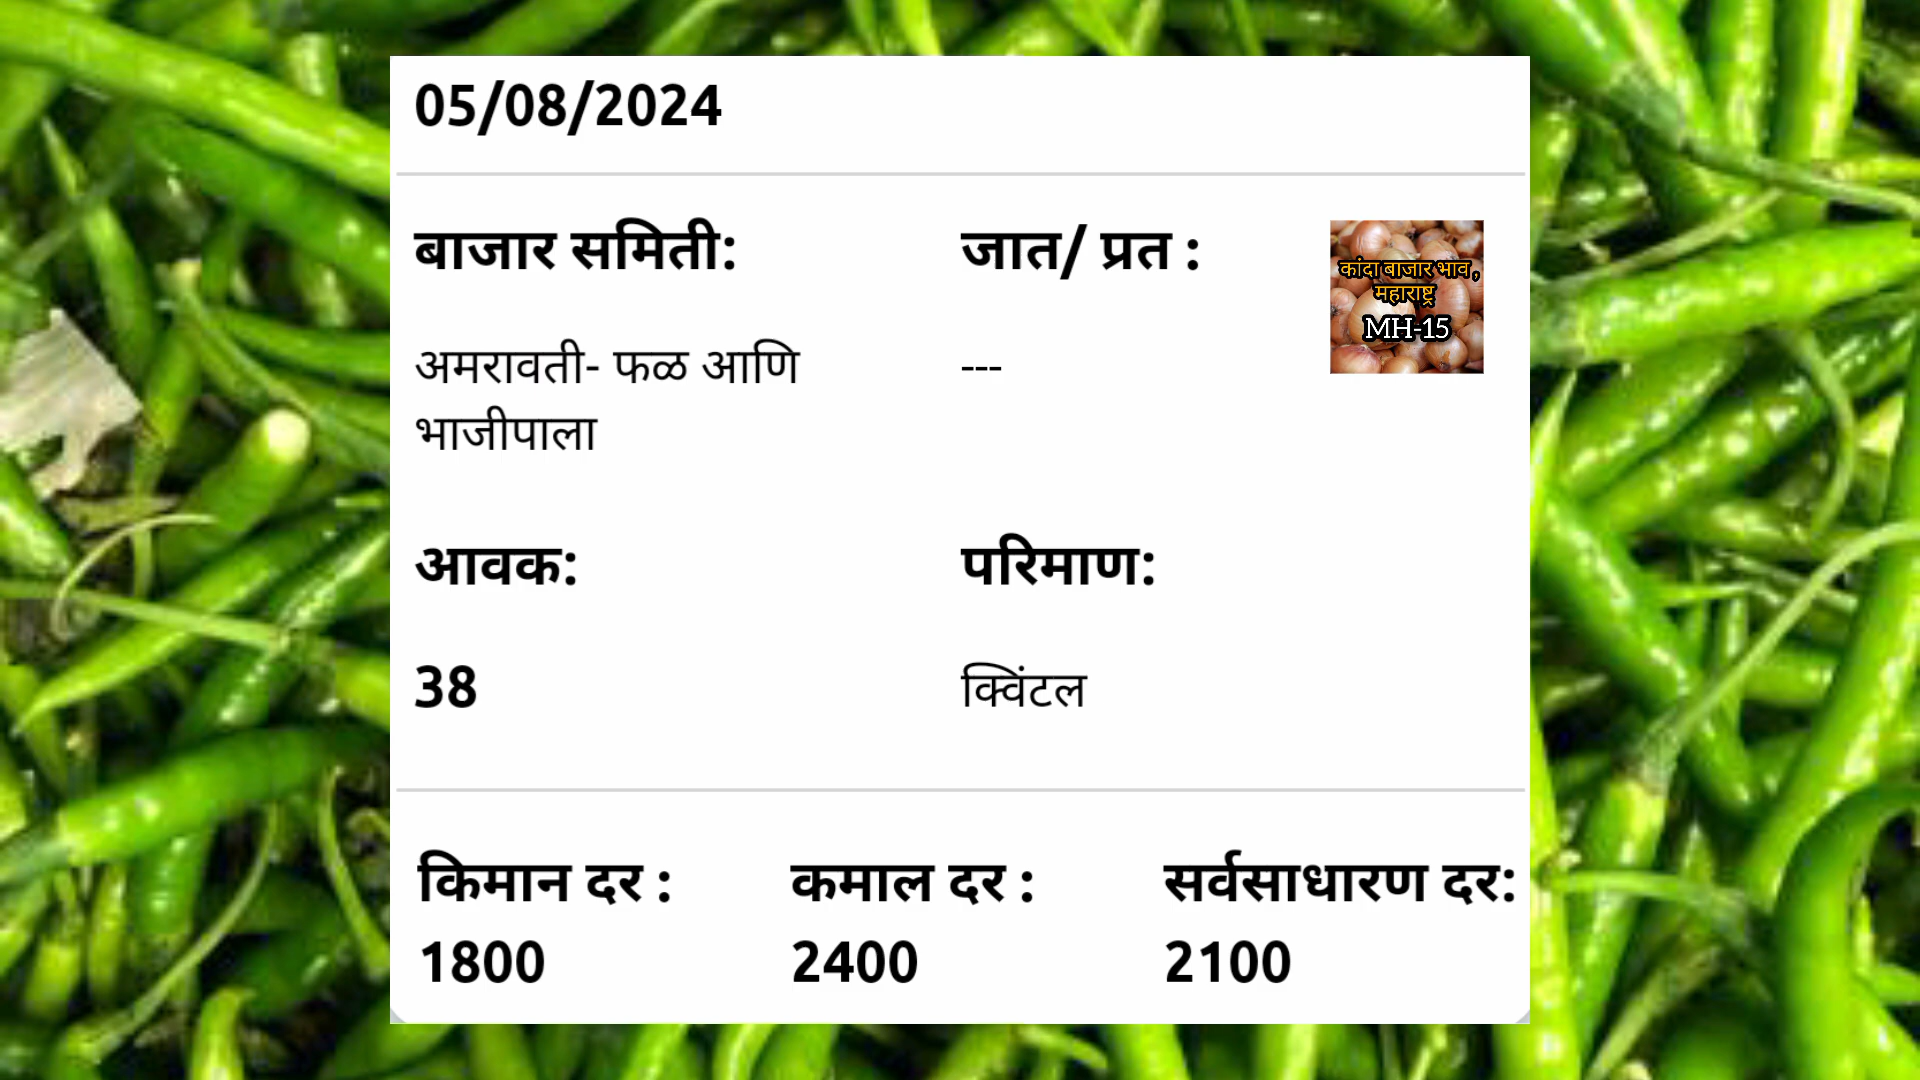 05/08/2024
बाजार समिती:
जात/ प्रत :
कांदा बाजार भाव ,
महाराष्ट्र
MH-15
अमरावती- फळ आणि
भाजीपाला
---
आवक:
परिमाण:
38
क्विंटल
किमान दर :
कमाल दर :
सर्वसाधारण दर:
1800
2400
2100